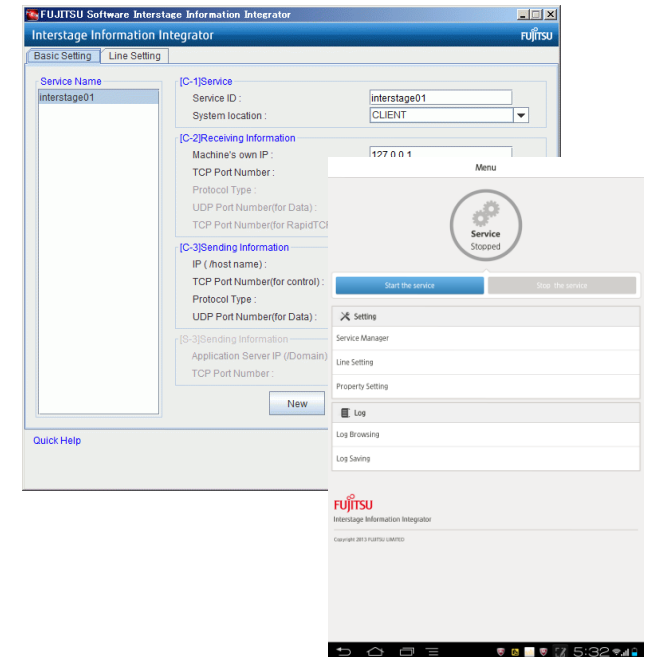 FUJITSU Software Interstage Information Integrator
Interstage Information Integrator
FUJITSU
Basic Setting
Line Setting
Service Name
interstage01
[C-1]Service
Service ID :
interstage01
System location :
CLIENT
[C-2]Receiving Information
Machine's own IP :
127.0.0.1
TCP Port Number :
Protocol Type :
UDP Port Number(for Data) :
TCP Port Number(for RapidTCP
[C-3]Sending Information
IP ( /host name) :
TCP Port Number(for control) :
Protocol Type :
UDP Port Number(for Data) :
[S-3]Sending Information
Application Server IP (/Domain)
TCP Port Number :
New
Quick Help
Menu
Service
Stopped
Start the service
Stop the service
Setting
Service Manager
Line Setting
Property Setting
Log
Log Browsing
Log Saving
FUJITSU
Interstage Information Integrator
Copyright 2013 FUJITSU LIMITED
5:32